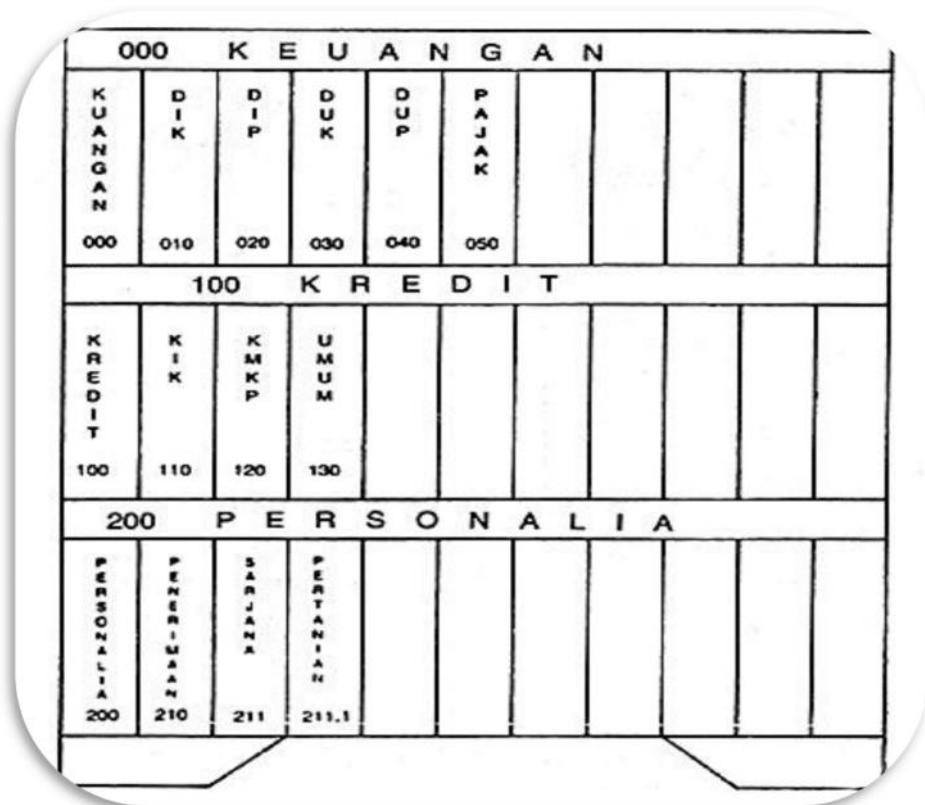 000 KEUANGAN
KUANGAN DIK DIP DUK DUP PAJAK
000 010 020 030 040 050
100 KREDIT
KREDIT KIK KMKP UMUM
100 110 120 130
200 PERSONALIA
PERSONALIA PENERIMAAN SARJANA PERTANIAN
200 210 211 211.1